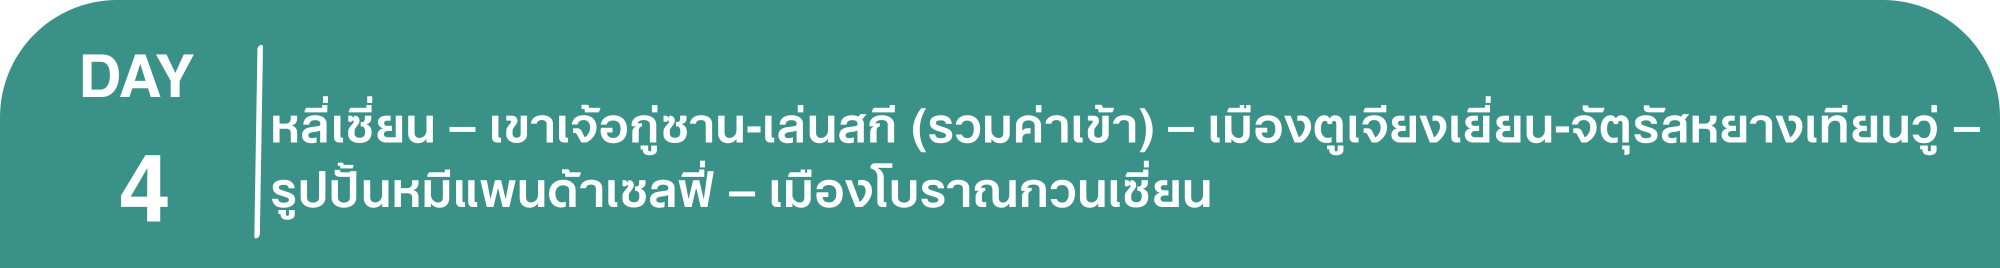 DAY
4
หลี่เซี่ยน – เขาเจ้อกู่ซาน-เล่นสกี (รวมค่าเข้า) – เมืองตูเจียงเยี่ยน-จัตุรัสหยางเทียนวู่ –
รูปปั้นหมีแพนด้าเซลฟี่ – เมืองโบราณกวนเซี่ยน